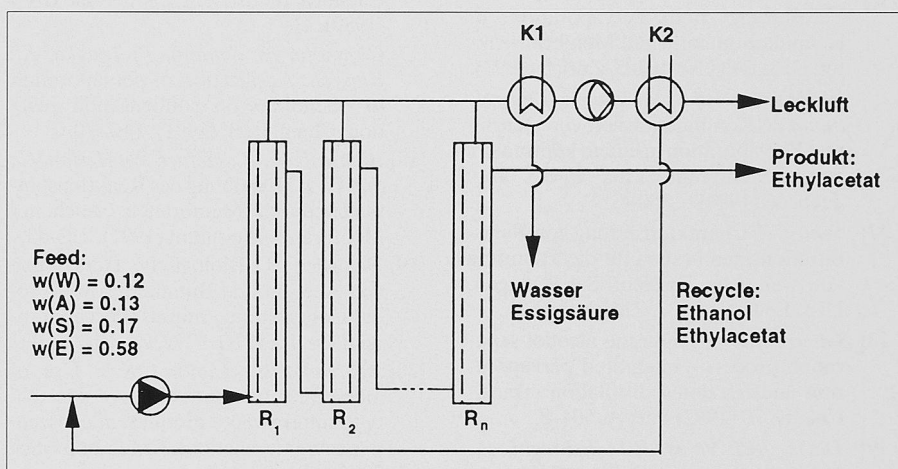 K1
K2
Leckluft
Produkt:
Ethylacetat
Feed:
w(W) = 0.12
w(A) = 0.13
w(S) = 0.17
w(E) = 0.58
Wasser
Essigsäure
Recycle:
Ethanol
Ethylacetat
R1
R2
Rn